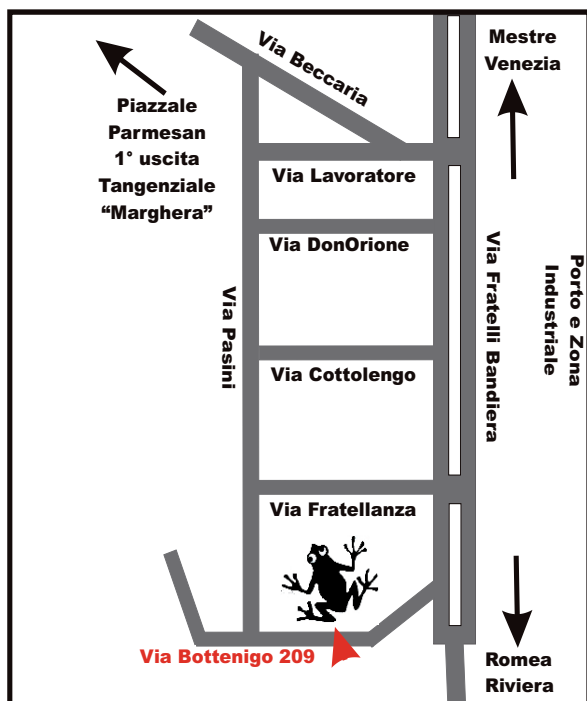 Via Beccaria
Mestre
Venezia
Piazzale
Parmesan
1° uscita
Tangenziale
“Marghera”
Via Lavoratore
Via DonOrione
Via Pasini
Via Fratelli Bandiera
Porto e Zona
Industriale
Via Cottolengo
Via Fratellanza
Via Bottenigo 209
Romea
Riviera